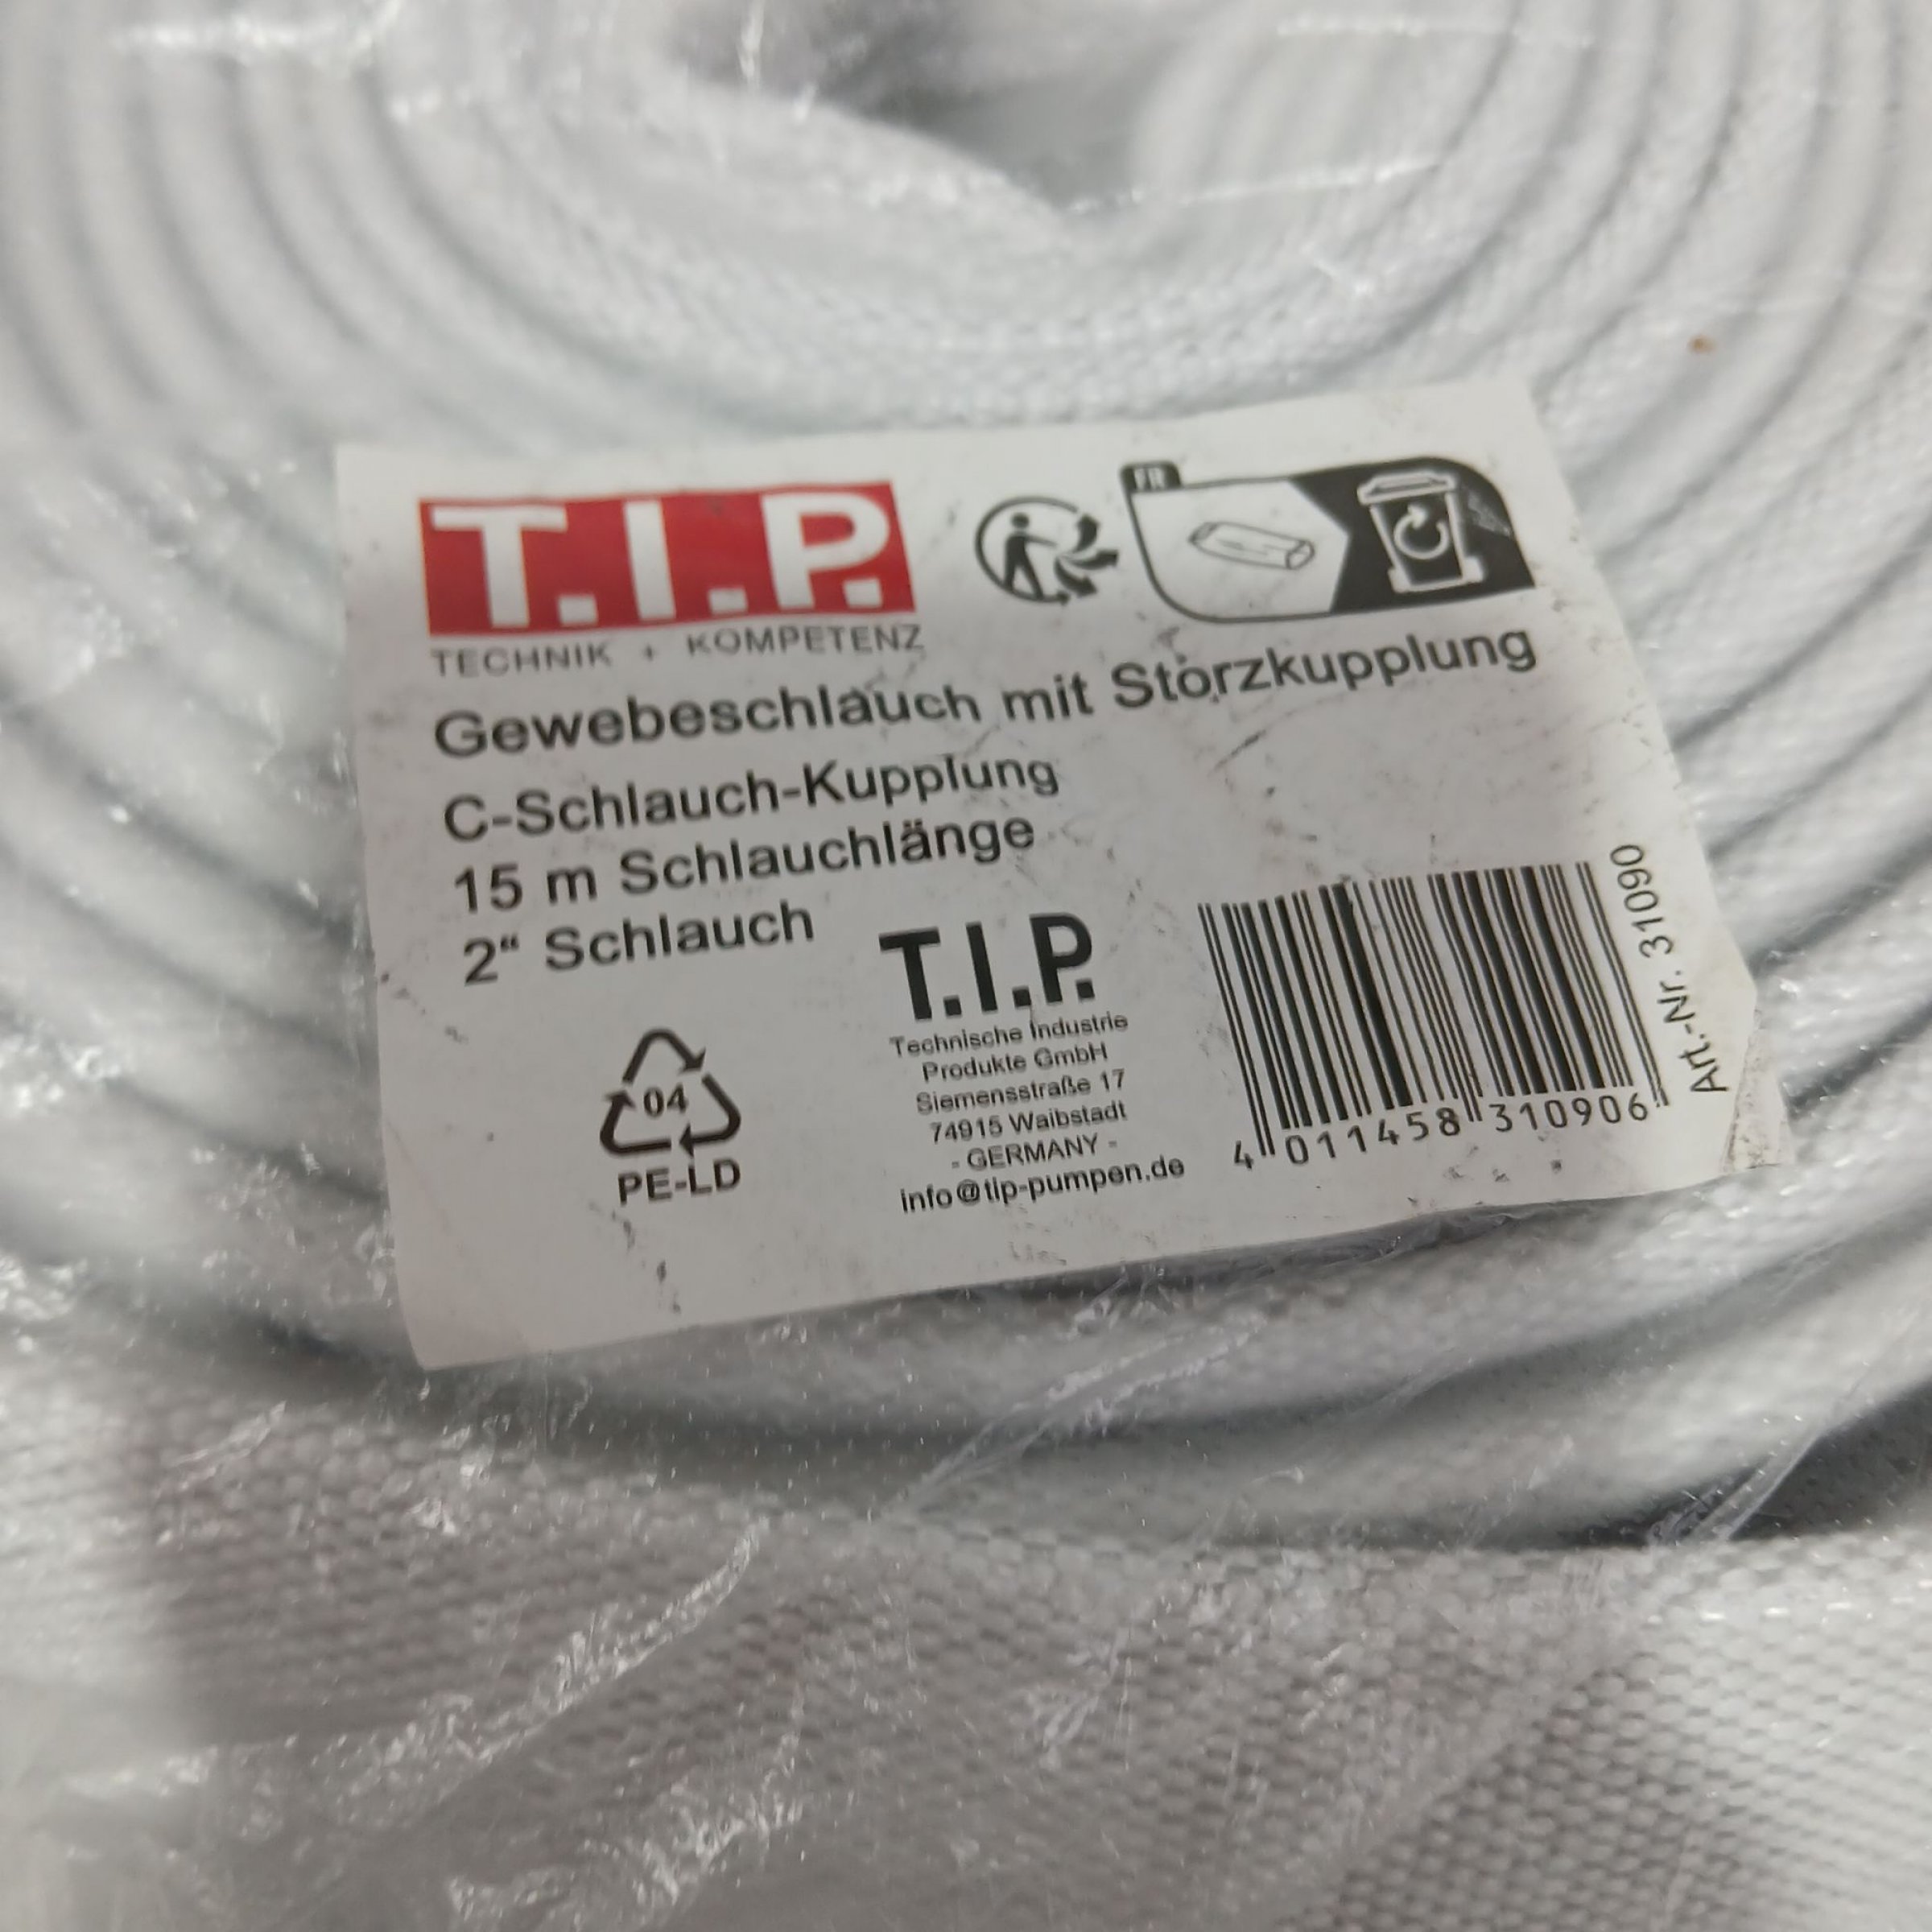 T.I.P.
TECHNIK + KOMPETENZ
FR
Gewebeschlauch mit Storzkupplung
C-Schlauch-Kupplung
15 m Schlauchlänge
2“ Schlauch
04
PE-LD
T.I.P.
Technische Industrie
Produkte GmbH
Siemensstraße 17
74915 Waibstadt
- GERMANY -
info@tip-pumpen.de
4 011458 310906
Art.-Nr. 31090